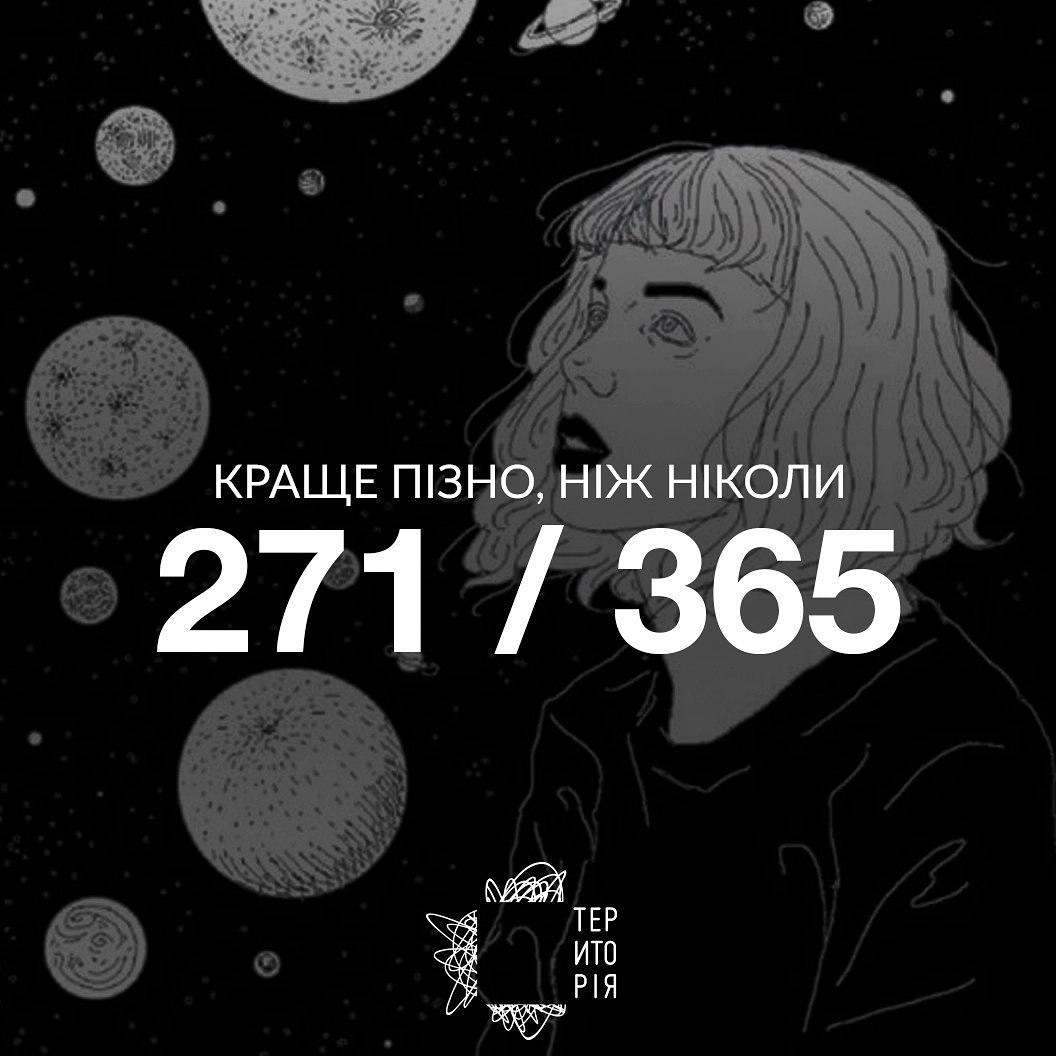 КРАЩЕ ПІЗНО, НІЖ НІКОЛИ
271 / 365
ТЕР
ИТО
РІЯ